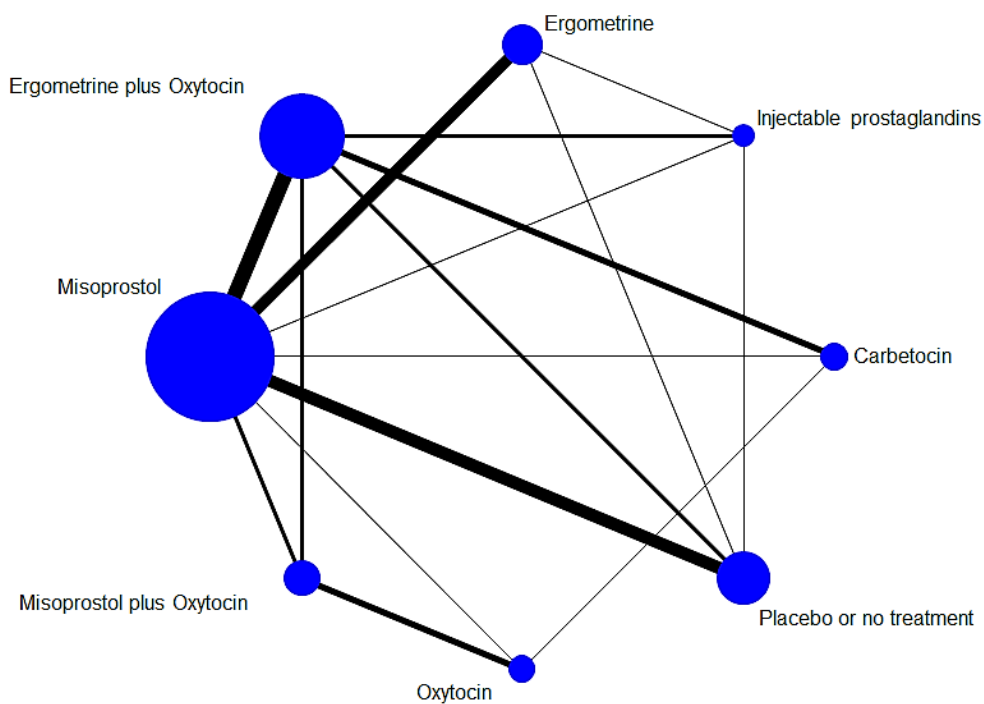 Ergometrine
Ergometrine plus Oxytocin
Injectable prostaglandins
Misoprostol
Carbetocin
Misoprostol plus Oxytocin
Placebo or no treatment
Oxytocin